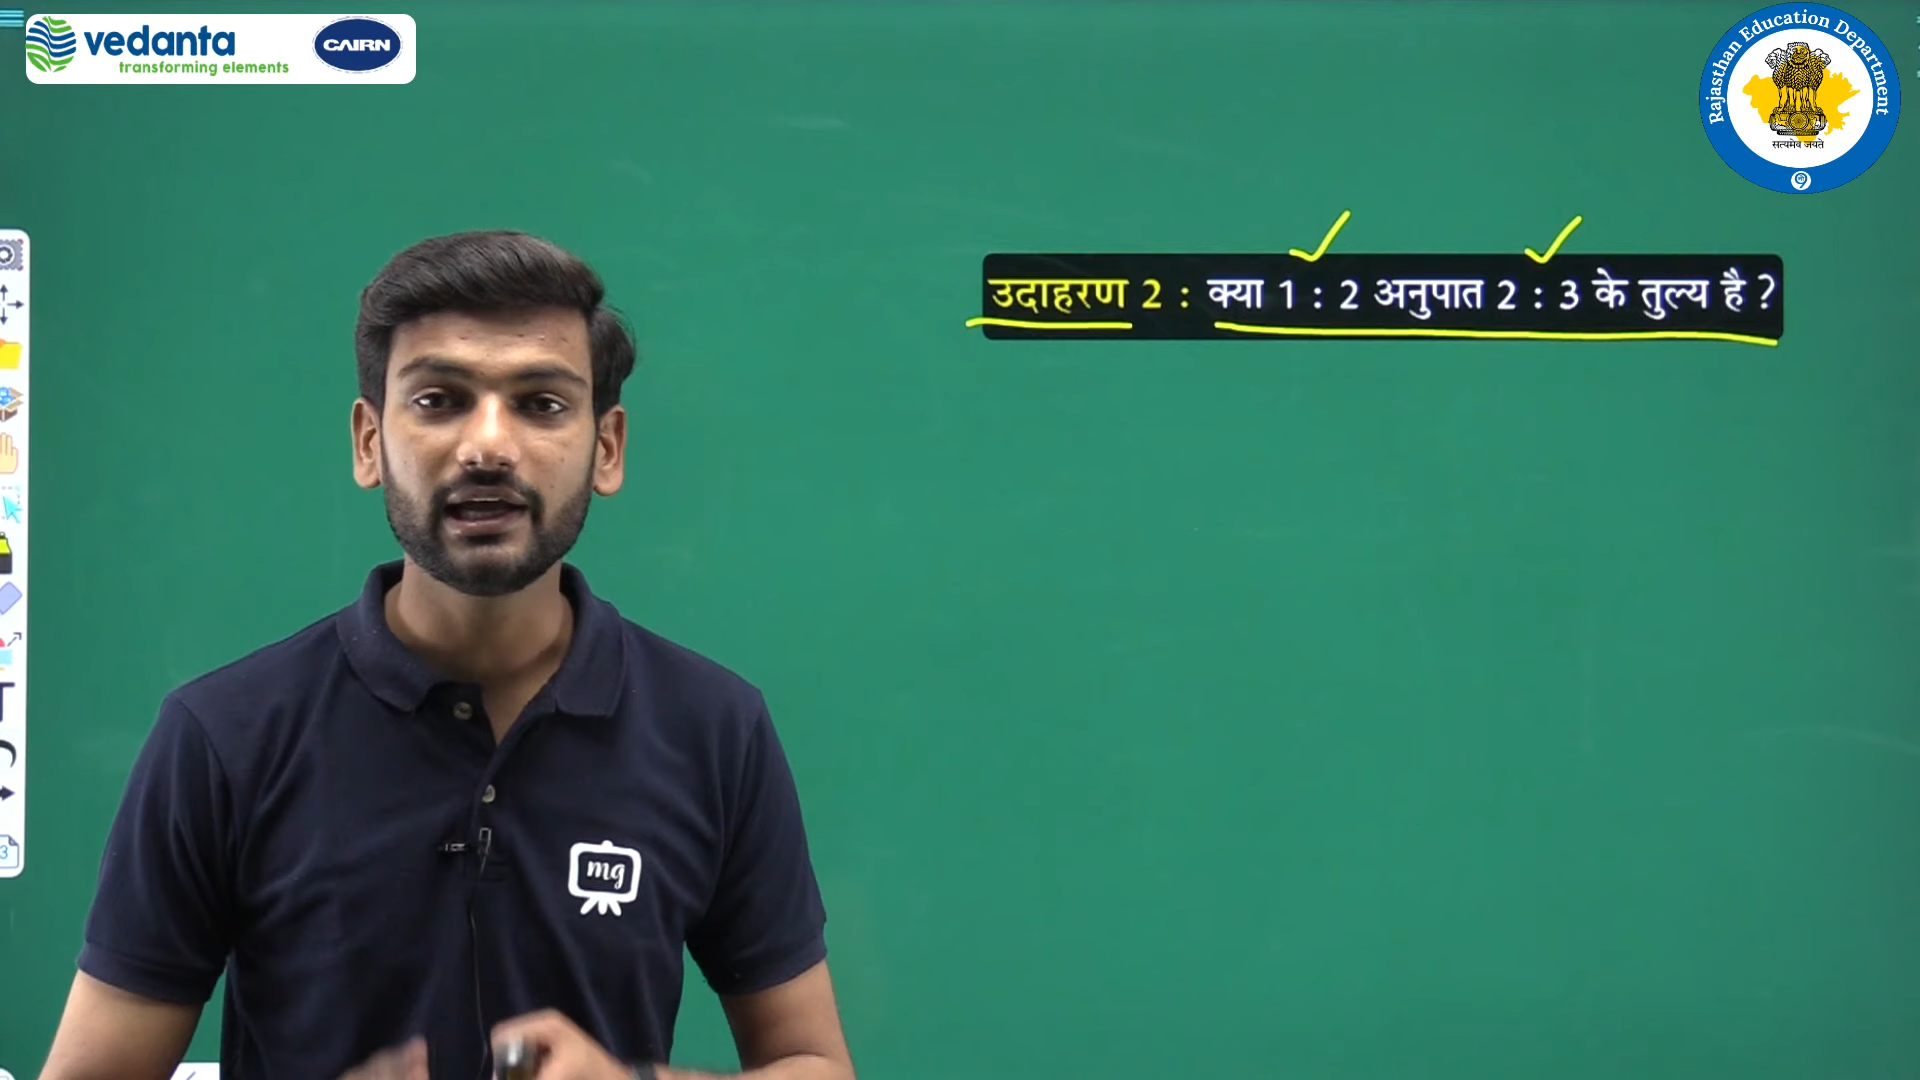 vedanta
transforming elements
CAIRN
Rajasthan Education Department
सत्यमेव जयते
उदाहरण 2 : क्या 1 : 2 अनुपात 2 : 3 के तुल्य है ?
mg
T
3